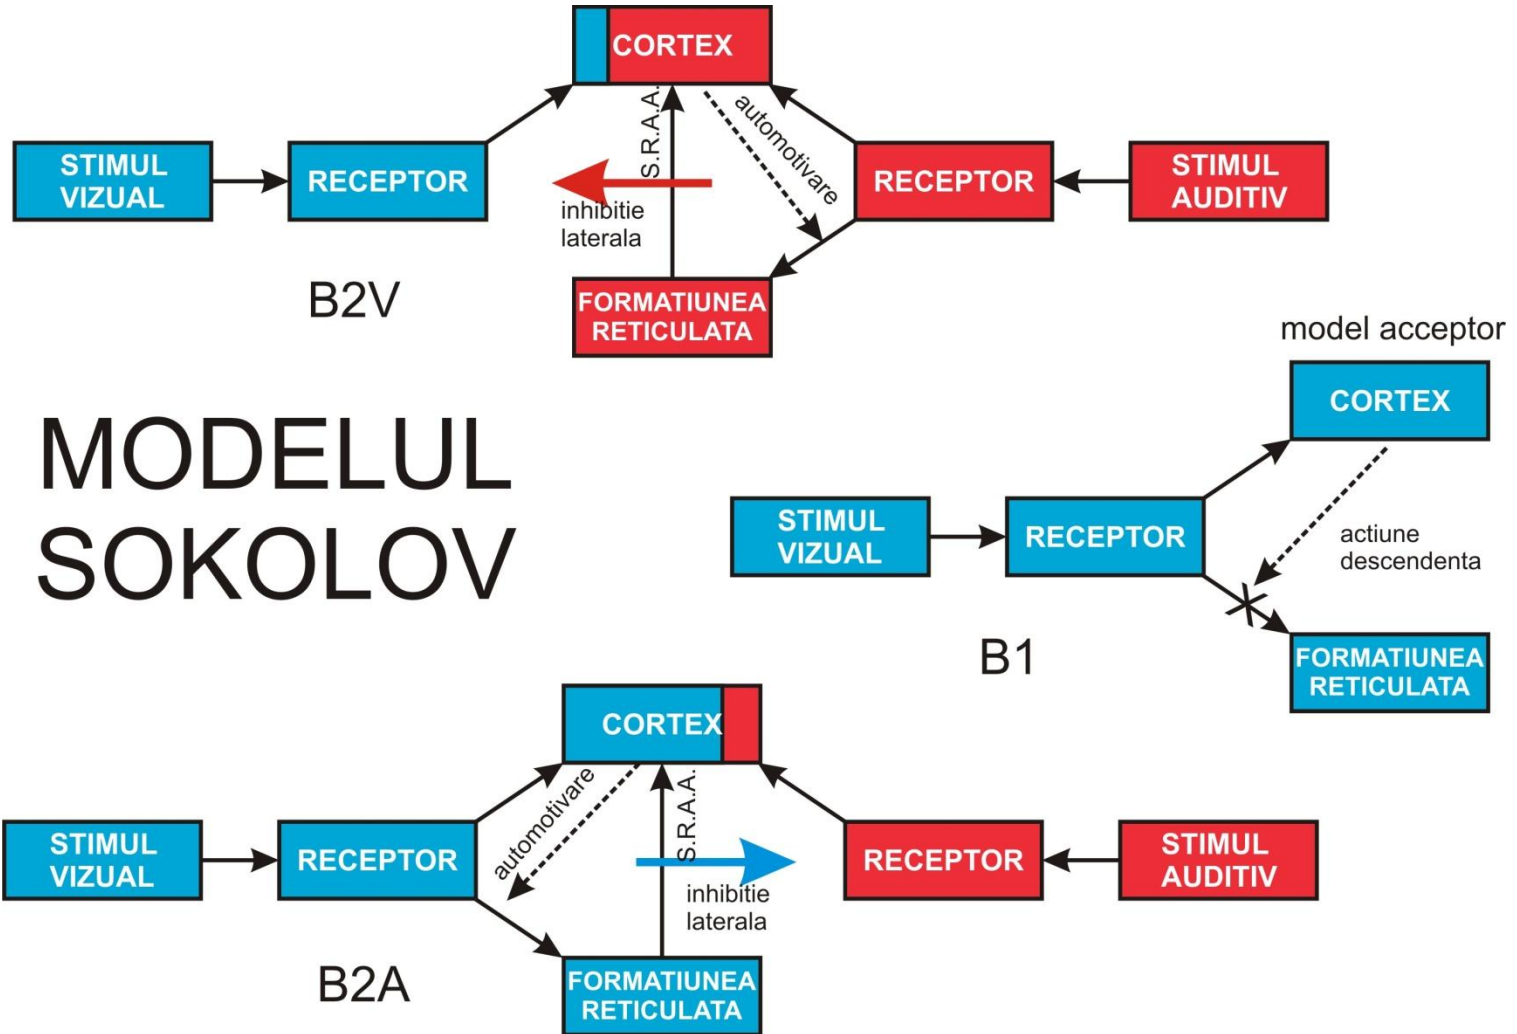 CORTEX
S.R.A.A.
automotivare
STIMUL
VIZUAL
RECEPTOR
inhibitie
laterala
RECEPTOR
STIMUL
AUDITIV
FORMATIUNEA
RETICULATA
B2V
MODELUL
SOKOLOV
model acceptor
CORTEX
STIMUL
VIZUAL
RECEPTOR
actiune
descendenta
FORMATIUNEA
RETICULATA
B1
CORTEX
automotivare
S.R.A.A.
STIMUL
VIZUAL
RECEPTOR
inhibitie
laterala
RECEPTOR
STIMUL
AUDITIV
FORMATIUNEA
RETICULATA
B2A